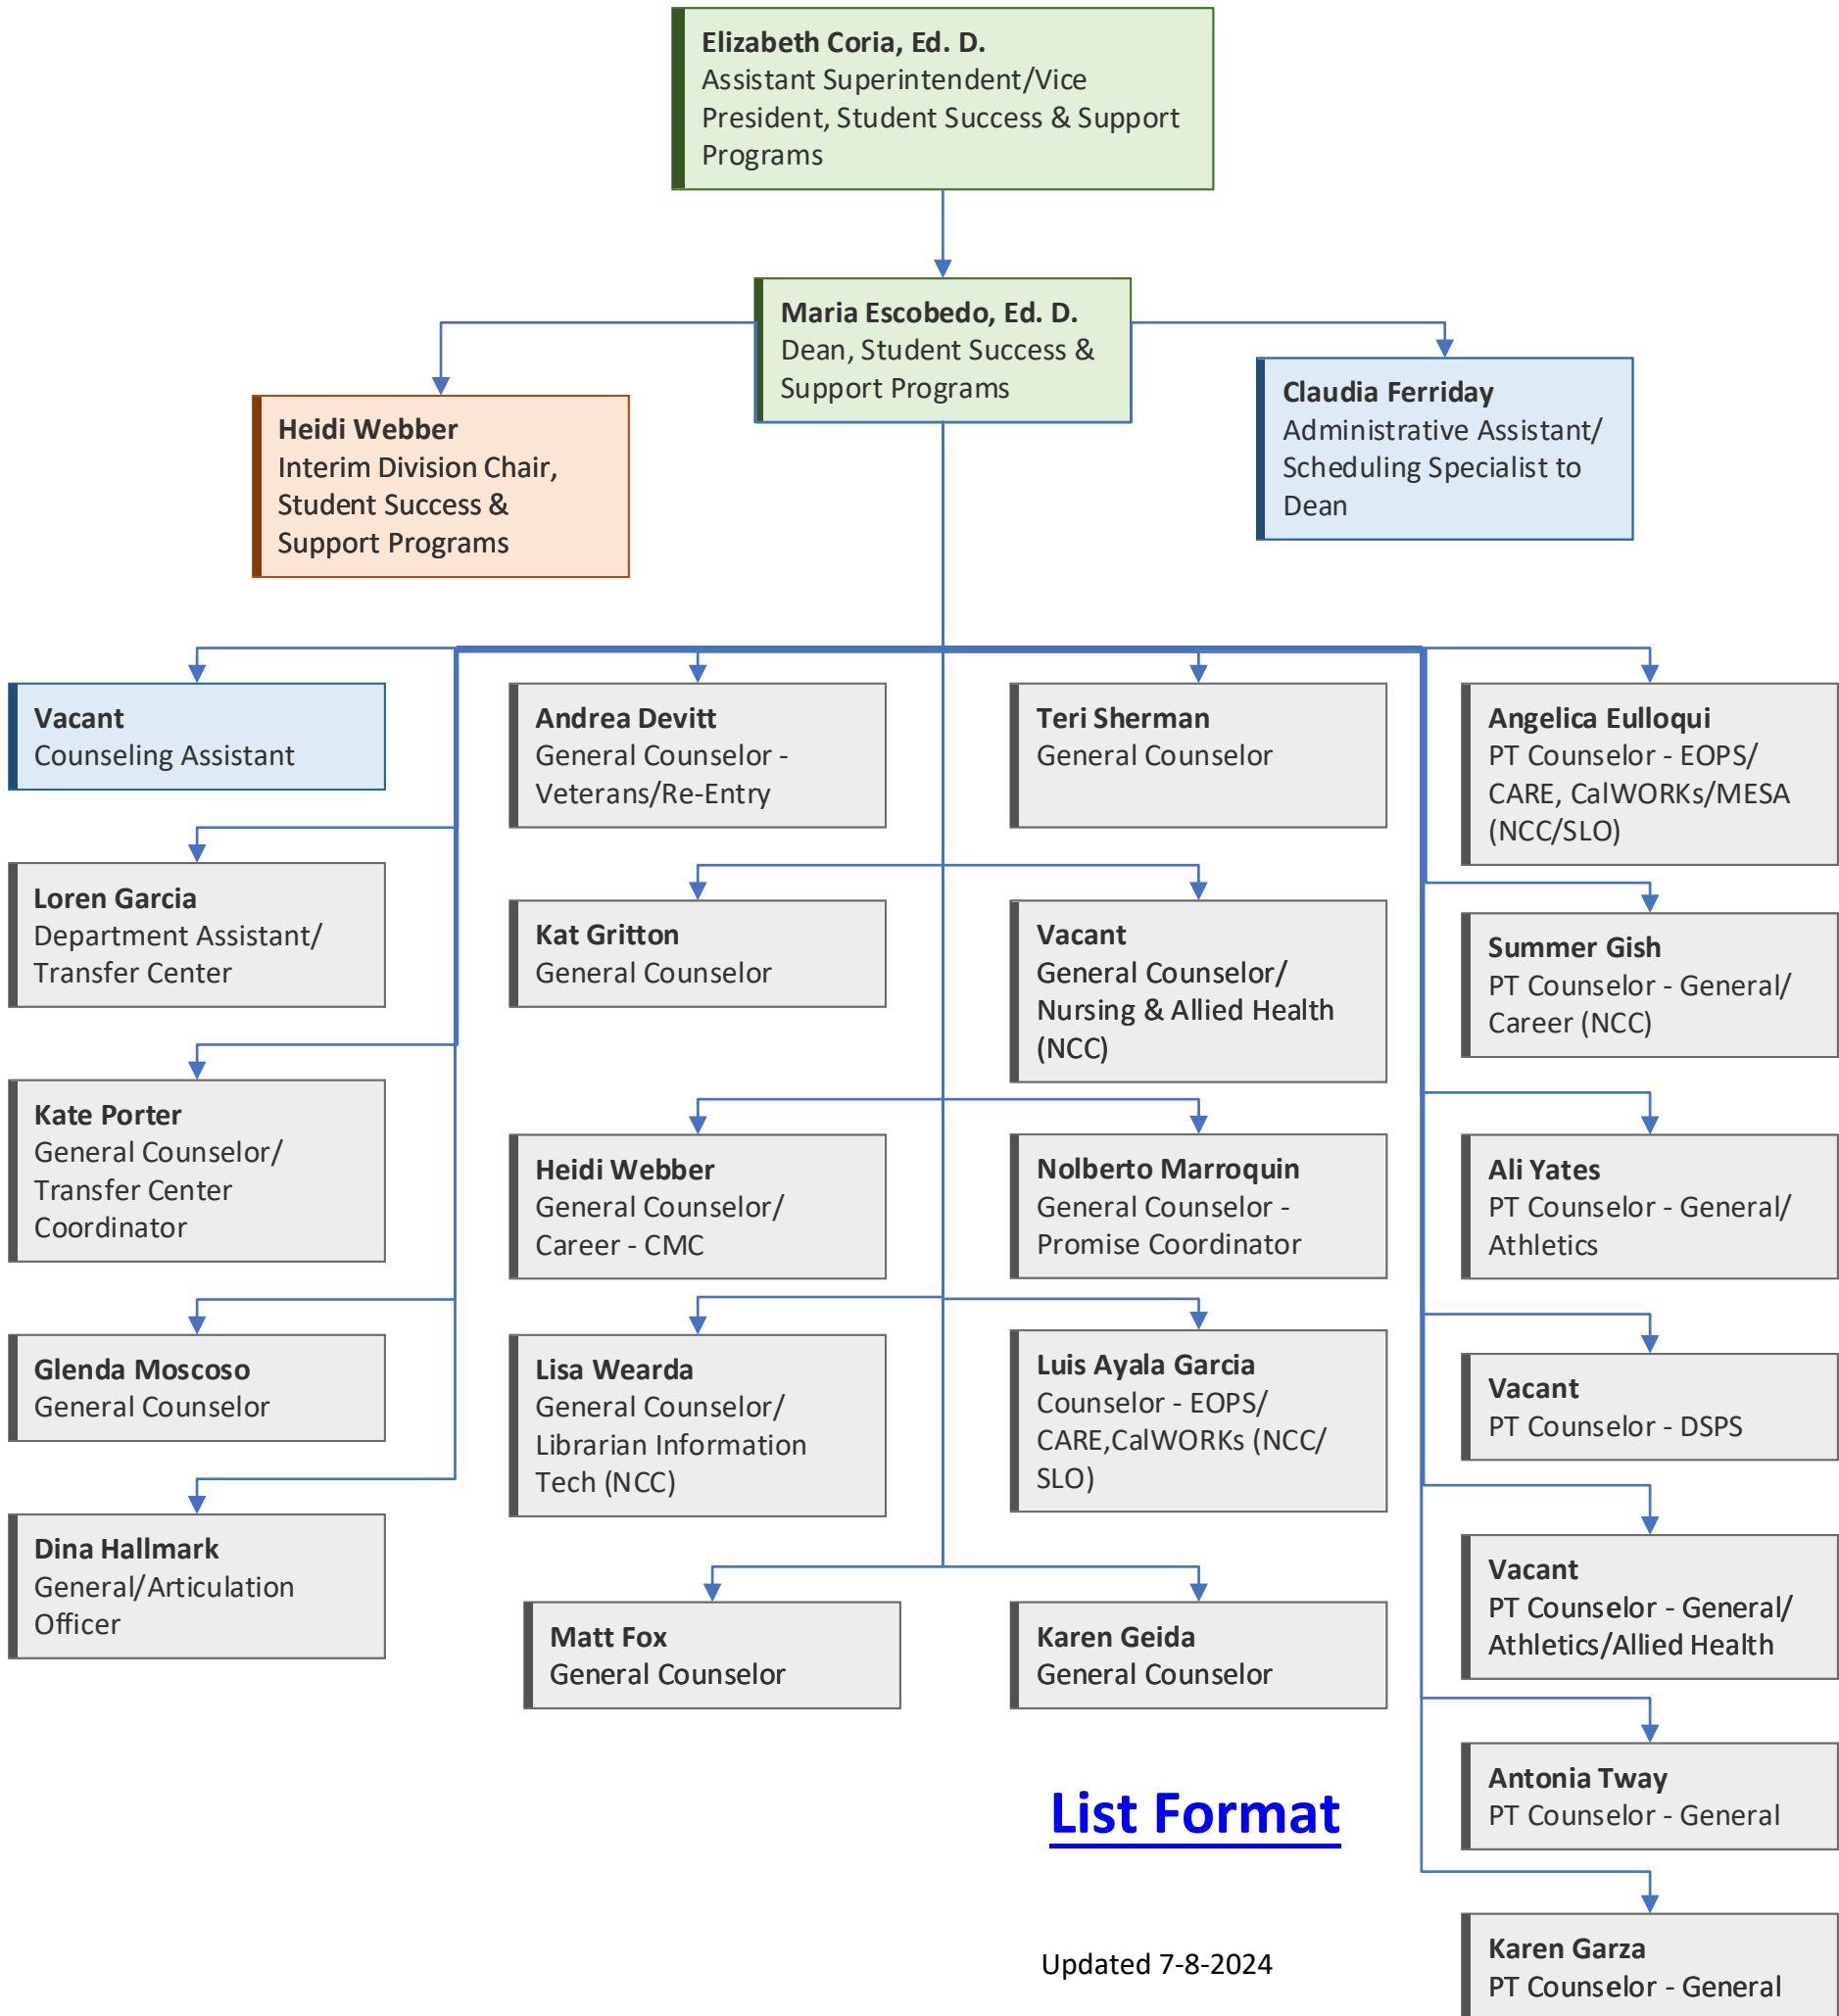 Elizabeth Coria, Ed. D.
Assistant Superintendent/Vice
President, Student Success & Support
Programs
Maria Escobedo, Ed. D.
Dean, Student Success &
Support Programs
Heidi Webber
Interim Division Chair,
Student Success &
Support Programs
Claudia Ferriday
Administrative Assistant/
Scheduling Specialist to
Dean
Vacant
Counseling Assistant
Loren Garcia
Department Assistant/
Transfer Center
Kate Porter
General Counselor/
Transfer Center
Coordinator
Glenda Moscoso
General Counselor
Dina Hallmark
General/Articulation
Officer
Andrea Devitt
General Counselor -
Veterans/Re-Entry
Kat Gritton
General Counselor
Heidi Webber
General Counselor/
Career - CMC
Lisa Wearda
General Counselor/
Librarian Information
Tech (NCC)
Matt Fox
General Counselor
Teri Sherman
General Counselor
Vacant
General Counselor/
Nursing & Allied Health
(NCC)
Nolberto Marroquin
General Counselor -
Promise Coordinator
Luis Ayala Garcia
Counselor - EOPS/
CARE,CalWORKs (NCC/
SLO)
Karen Geida
General Counselor
Angelica Eulloqui
PT Counselor - EOPS/
CARE, CalWORKs/MESA
(NCC/SLO)
Summer Gish
PT Counselor - General/
Career (NCC)
Ali Yates
PT Counselor - General/
Athletics
Vacant
PT Counselor - DSPS
Vacant
PT Counselor - General/
Athletics/Allied Health
Antonia Tway
PT Counselor - General
Karen Garza
PT Counselor - General
List Format
Updated 7-8-2024